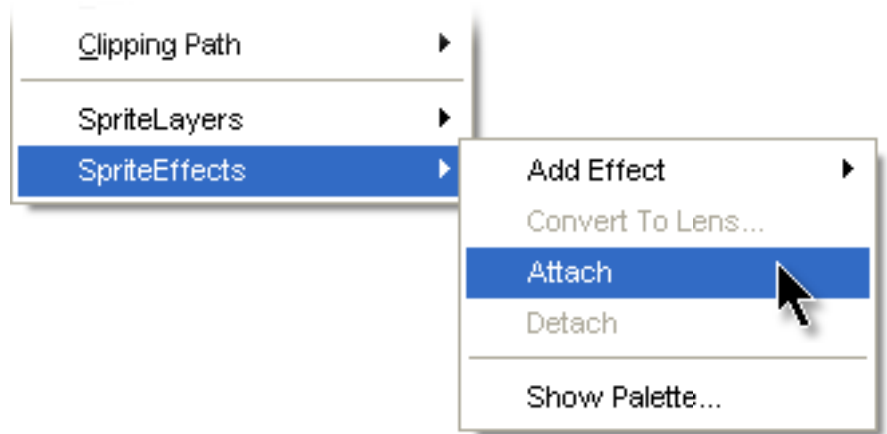 Clipping Path
SpriteLayers
SpriteEffects
Add Effect
Convert To Lens...
Attach
Detach
Show Palette...